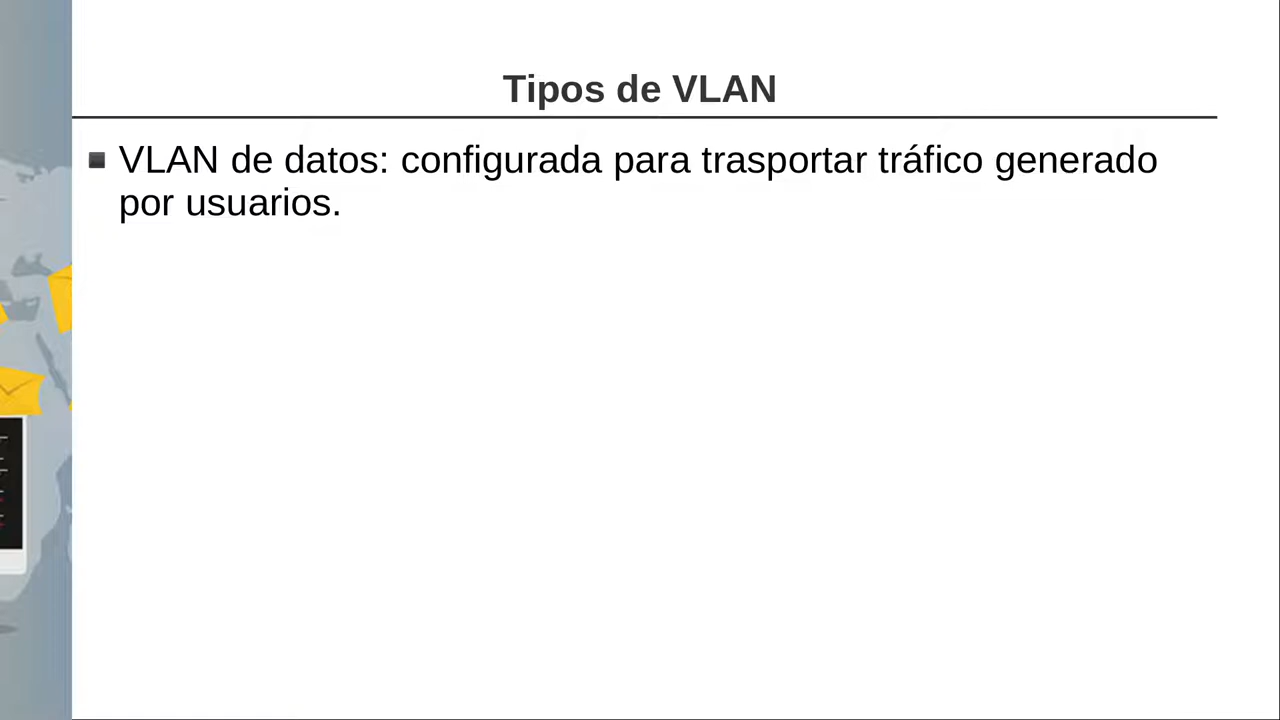 Tipos de VLAN
VLAN de datos: configurada para trasportar tráfico generado
por usuarios.